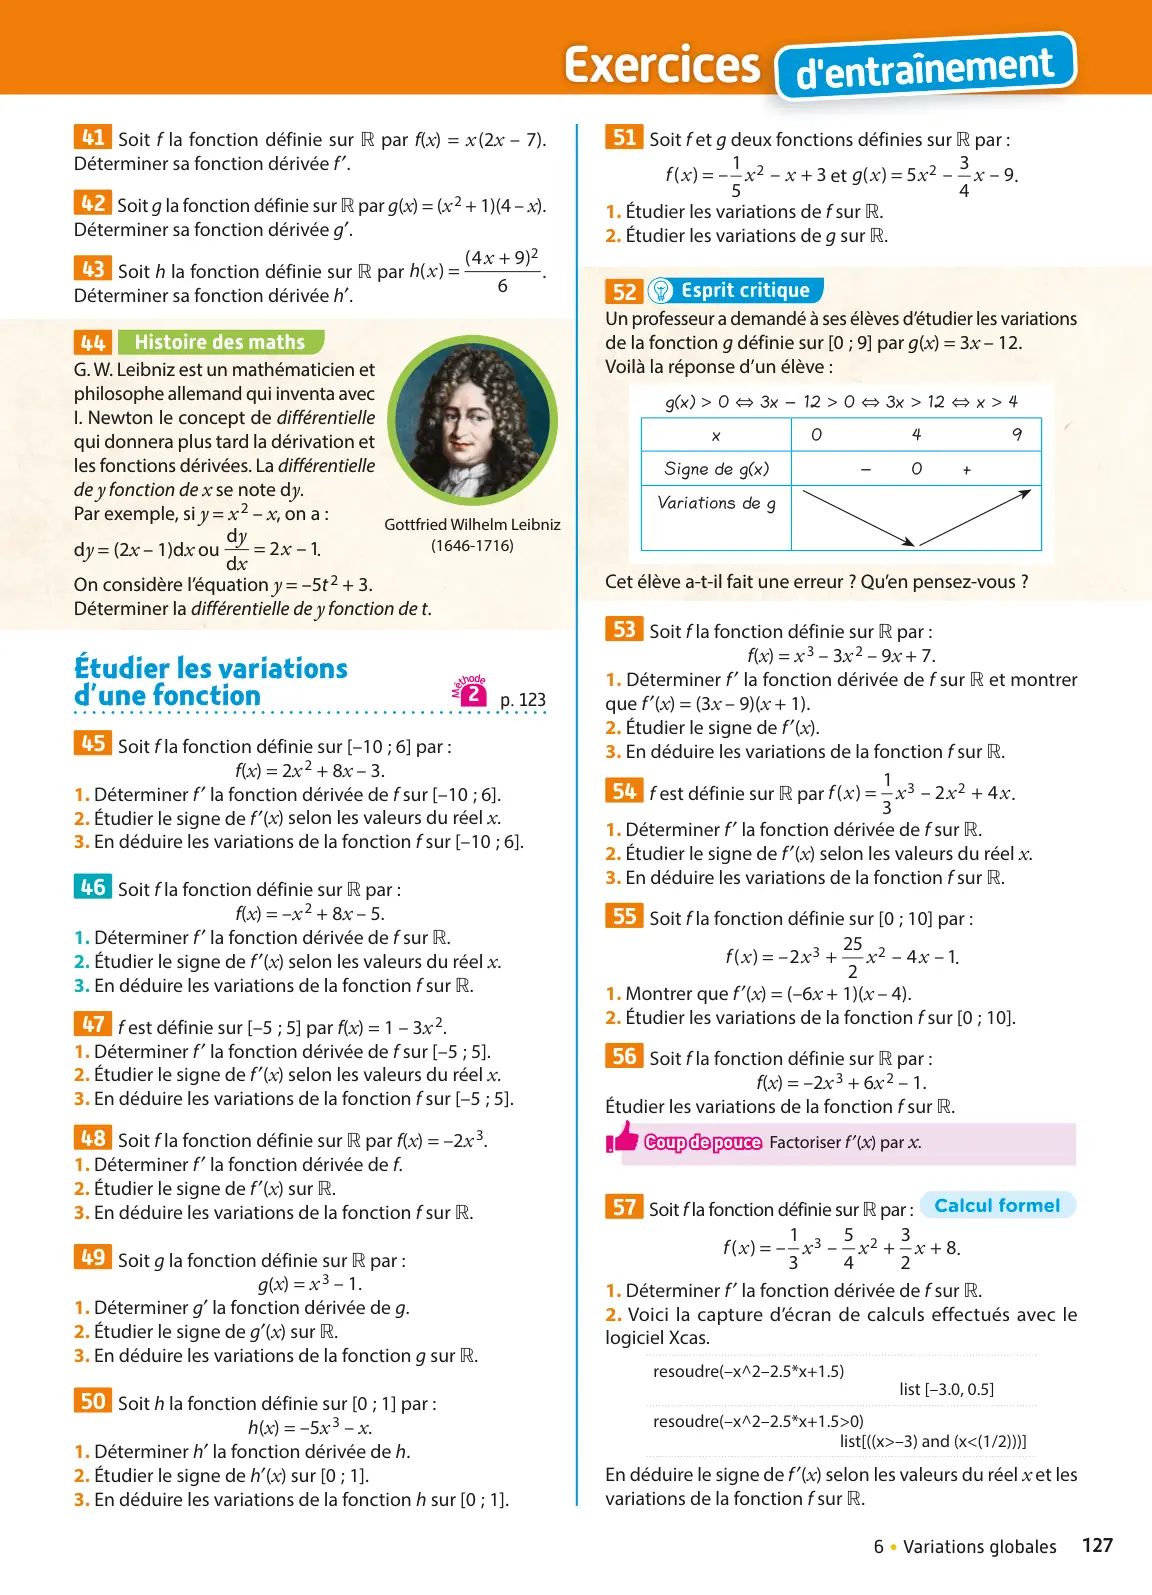 Exercices d'entraînement
41 Soit f la fonction définie sur ℝ par f(x) = x(2x – 7).
Déterminer sa fonction dérivée f′.
42 Soit g la fonction définie sur ℝ par g(x) = (x² + 1)(4 – x).
Déterminer sa fonction dérivée g′.
43 Soit h la fonction définie sur ℝ par h(x) = (4x + 9)²/6.
Déterminer sa fonction dérivée h′.
44 Histoire des maths
G. W. Leibniz est un mathématicien et
philosophe allemand qui inventa avec
I. Newton le concept de différentielle
qui donnera plus tard la dérivation et
les fonctions dérivées. La différentielle
de y fonction de x se note dy.
Par exemple, si y = x² – x, on a :
dy = (2x – 1)dx ou dy/dx = 2x – 1.
On considère l’équation y = –5t² + 3.
Déterminer la différentielle de y fonction de t.
Gottfried Wilhelm Leibniz
(1646-1716)
Étudier les variations
d’une fonction
Méthode 2 p. 123
45 Soit f la fonction définie sur [–10 ; 6] par :
f(x) = 2x² + 8x – 3.
1. Déterminer f′ la fonction dérivée de f sur [–10 ; 6].
2. Étudier le signe de f′(x) selon les valeurs du réel x.
3. En déduire les variations de la fonction f sur [–10 ; 6].
46 Soit f la fonction définie sur ℝ par :
f(x) = –x² + 8x – 5.
1. Déterminer f′ la fonction dérivée de f sur ℝ.
2. Étudier le signe de f′(x) selon les valeurs du réel x.
3. En déduire les variations de la fonction f sur ℝ.
47 f est définie sur [–5 ; 5] par f(x) = 1 – 3x².
1. Déterminer f′ la fonction dérivée de f sur [–5 ; 5].
2. Étudier le signe de f′(x) selon les valeurs du réel x.
3. En déduire les variations de la fonction f sur [–5 ; 5].
48 Soit f la fonction définie sur ℝ par f(x) = –2x³.
1. Déterminer f′ la fonction dérivée de f.
2. Étudier le signe de f′(x) sur ℝ.
3. En déduire les variations de la fonction f sur ℝ.
49 Soit g la fonction définie sur ℝ par :
g(x) = x³ – 1.
1. Déterminer g′ la fonction dérivée de g.
2. Étudier le signe de g′(x) sur ℝ.
3. En déduire les variations de la fonction g sur ℝ.
50 Soit h la fonction définie sur [0 ; 1] par :
h(x) = –5x³ – x.
1. Déterminer h′ la fonction dérivée de h.
2. Étudier le signe de h′(x) sur [0 ; 1].
3. En déduire les variations de la fonction h sur [0 ; 1].
51 Soit f et g deux fonctions définies sur ℝ par :
f(x) = –1/5 x² – x + 3 et g(x) = 5x² – 3/4 x – 9.
1. Étudier les variations de f sur ℝ.
2. Étudier les variations de g sur ℝ.
52 Esprit critique
Un professeur a demandé à ses élèves d’étudier les variations
de la fonction g définie sur [0 ; 9] par g(x) = 3x – 12.
Voilà la réponse d’un élève :
g(x) > 0 ⇔ 3x – 12 > 0 ⇔ 3x > 12 ⇔ x > 4
x 0 4 9
Signe de g(x) – 0 +
Variations de g
Cet élève a-t-il fait une erreur ? Qu’en pensez-vous ?
53 Soit f la fonction définie sur ℝ par :
f(x) = x³ – 3x² – 9x + 7.
1. Déterminer f′ la fonction dérivée de f sur ℝ et montrer
que f′(x) = (3x – 9)(x + 1).
2. Étudier le signe de f′(x).
3. En déduire les variations de la fonction f sur ℝ.
54 f est définie sur ℝ par f(x) = 1/3 x³ – 2x² + 4x.
1. Déterminer f′ la fonction dérivée de f sur ℝ.
2. Étudier le signe de f′(x) selon les valeurs du réel x.
3. En déduire les variations de la fonction f sur ℝ.
55 Soit f la fonction définie sur [0 ; 10] par :
f(x) = –2x³ + 25/2 x² – 4x – 1.
1. Montrer que f′(x) = (–6x + 1)(x – 4).
2. Étudier les variations de la fonction f sur [0 ; 10].
56 Soit f la fonction définie sur ℝ par :
f(x) = –2x³ + 6x² – 1.
Étudier les variations de la fonction f sur ℝ.
Coup de pouce Factoriser f′(x) par x.
57 Soit f la fonction définie sur ℝ par : Calcul formel
f(x) = –1/3 x³ – 5/4 x² + 3/2 x + 8.
1. Déterminer f′ la fonction dérivée de f sur ℝ.
2. Voici la capture d’écran de calculs effectués avec le
logiciel Xcas.
resoudre(–x^2–2.5*x+1.5)
list [–3.0, 0.5]
resoudre(–x^2–2.5*x+1.5>0)
list[((x>–3) and (x<(1/2)))]
En déduire le signe de f′(x) selon les valeurs du réel x et les
variations de la fonction f sur ℝ.
6 • Variations globales 127